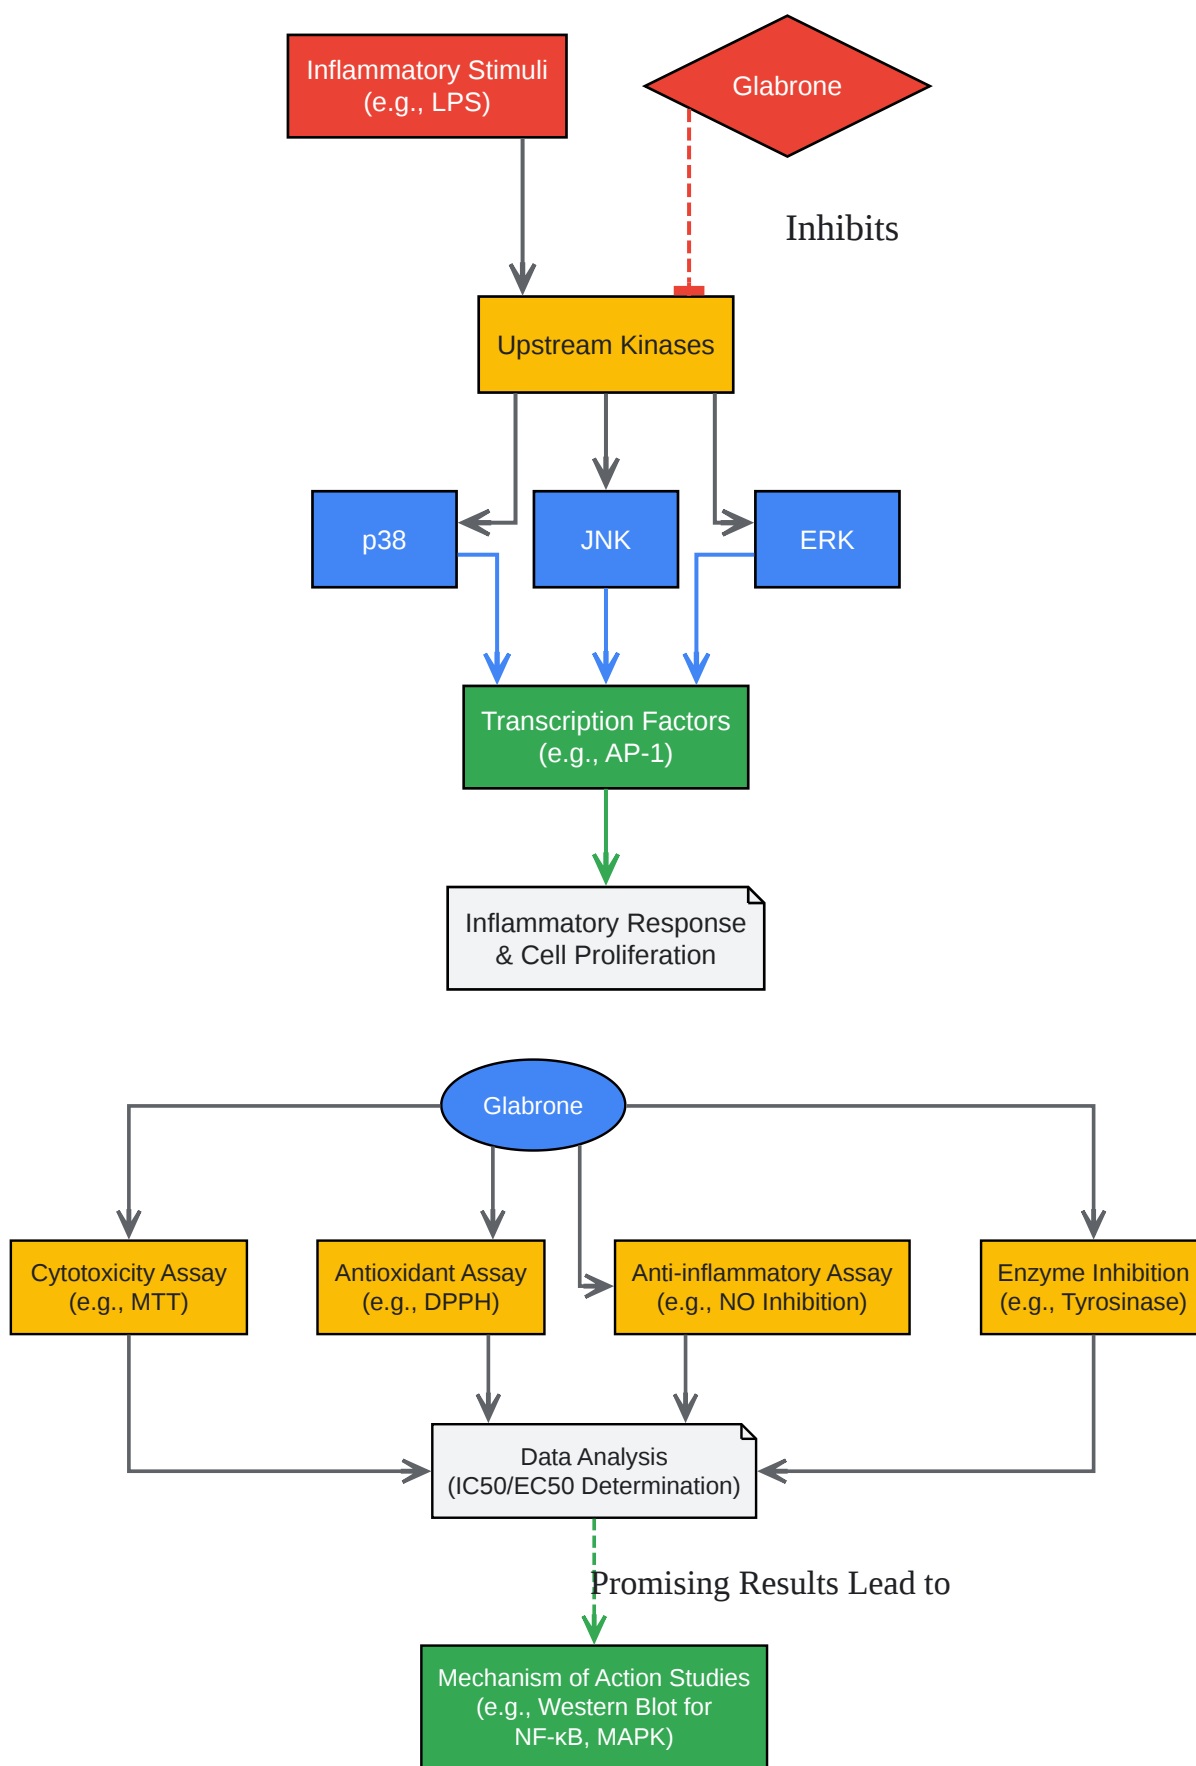 Inflammatory Stimuli
(e.g., LPS)
Glabrone
Inhibits
Upstream Kinases
p38
JNK
ERK
Transcription Factors
(e.g., AP-1)
Inflammatory Response
& Cell Proliferation
Glabrone
Cytotoxicity Assay
(e.g., MTT)
Antioxidant Assay
(e.g., DPPH)
Anti-inflammatory Assay
(e.g., NO Inhibition)
Enzyme Inhibition
(e.g., Tyrosinase)
Data Analysis
(IC50/EC50 Determination)
Promising Results Lead to
Mechanism of Action Studies
(e.g., Western Blot for
NF-κB, MAPK)